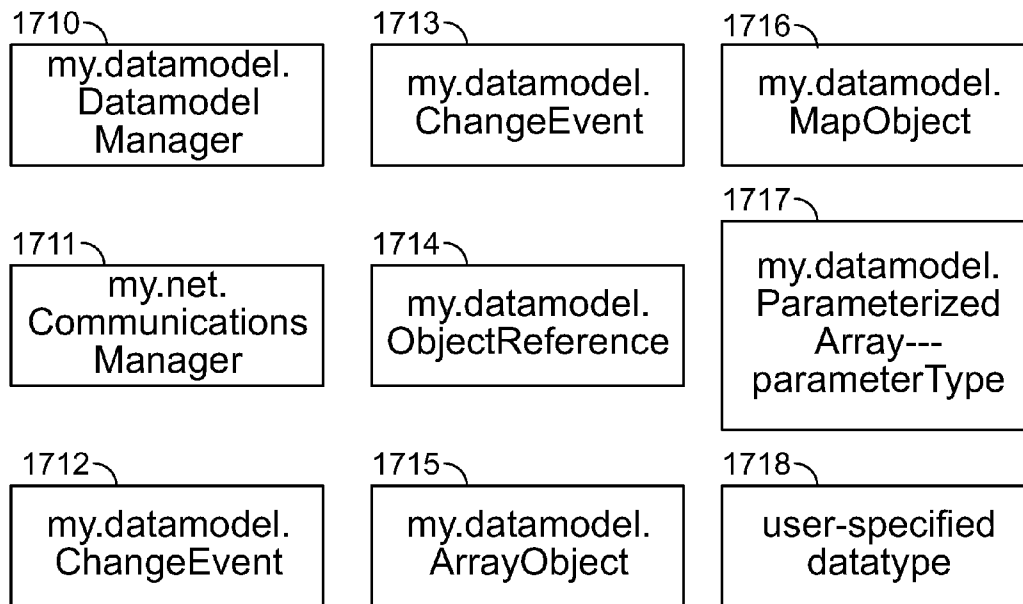 1710
my.datamodel.
Datamodel
Manager
1713
my.datamodel.
ChangeEvent
1716
my.datamodel.
MapObject
1711
my.net.
Communications
Manager
1714
my.datamodel.
ObjectReference
1717
my.datamodel.
Parameterized
Array---
parameterType
1712
my.datamodel.
ChangeEvent
1715
my.datamodel.
ArrayObject
1718
user-specified
datatype